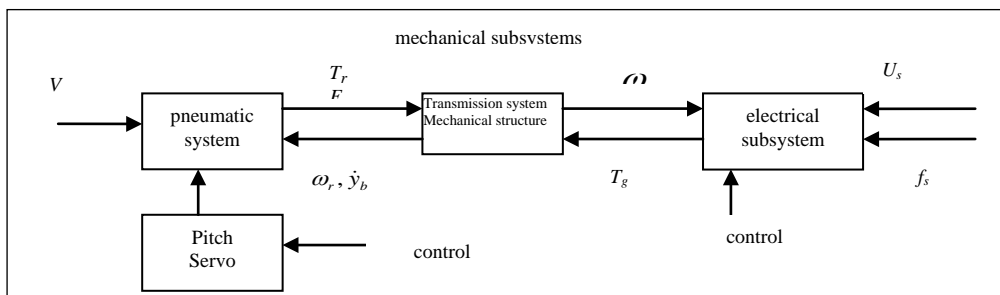 mechanical subsystems
V
T_r
F
ω
U_s
pneumatic
system
Transmission system
Mechanical structure
electrical
subsystem
ω_r, ẏ_b
T_g
f_s
Pitch
Servo
control
control